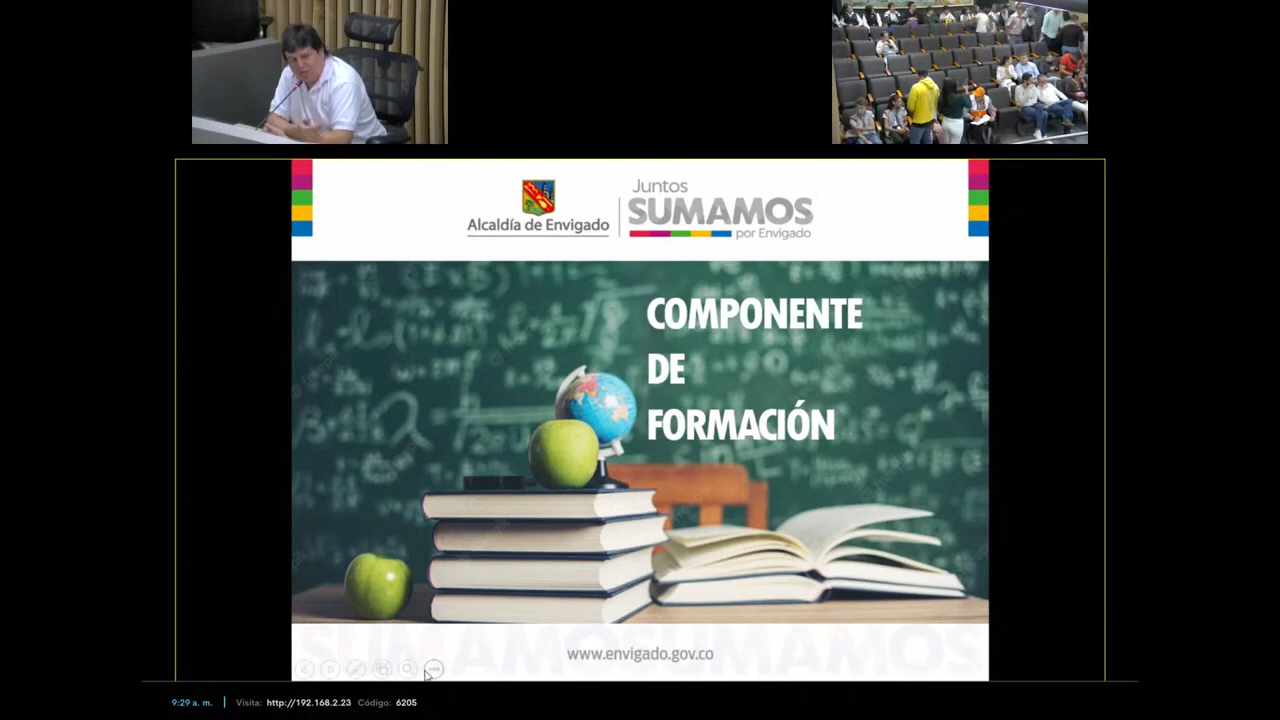 Juntos
SUMAMOS
por Envigado
Alcaldía de Envigado
COMPONENTE
DE
FORMACIÓN
www.envigado.gov.co
9:29 a. m. | Visita: http://192.168.2.23 Código: 6205